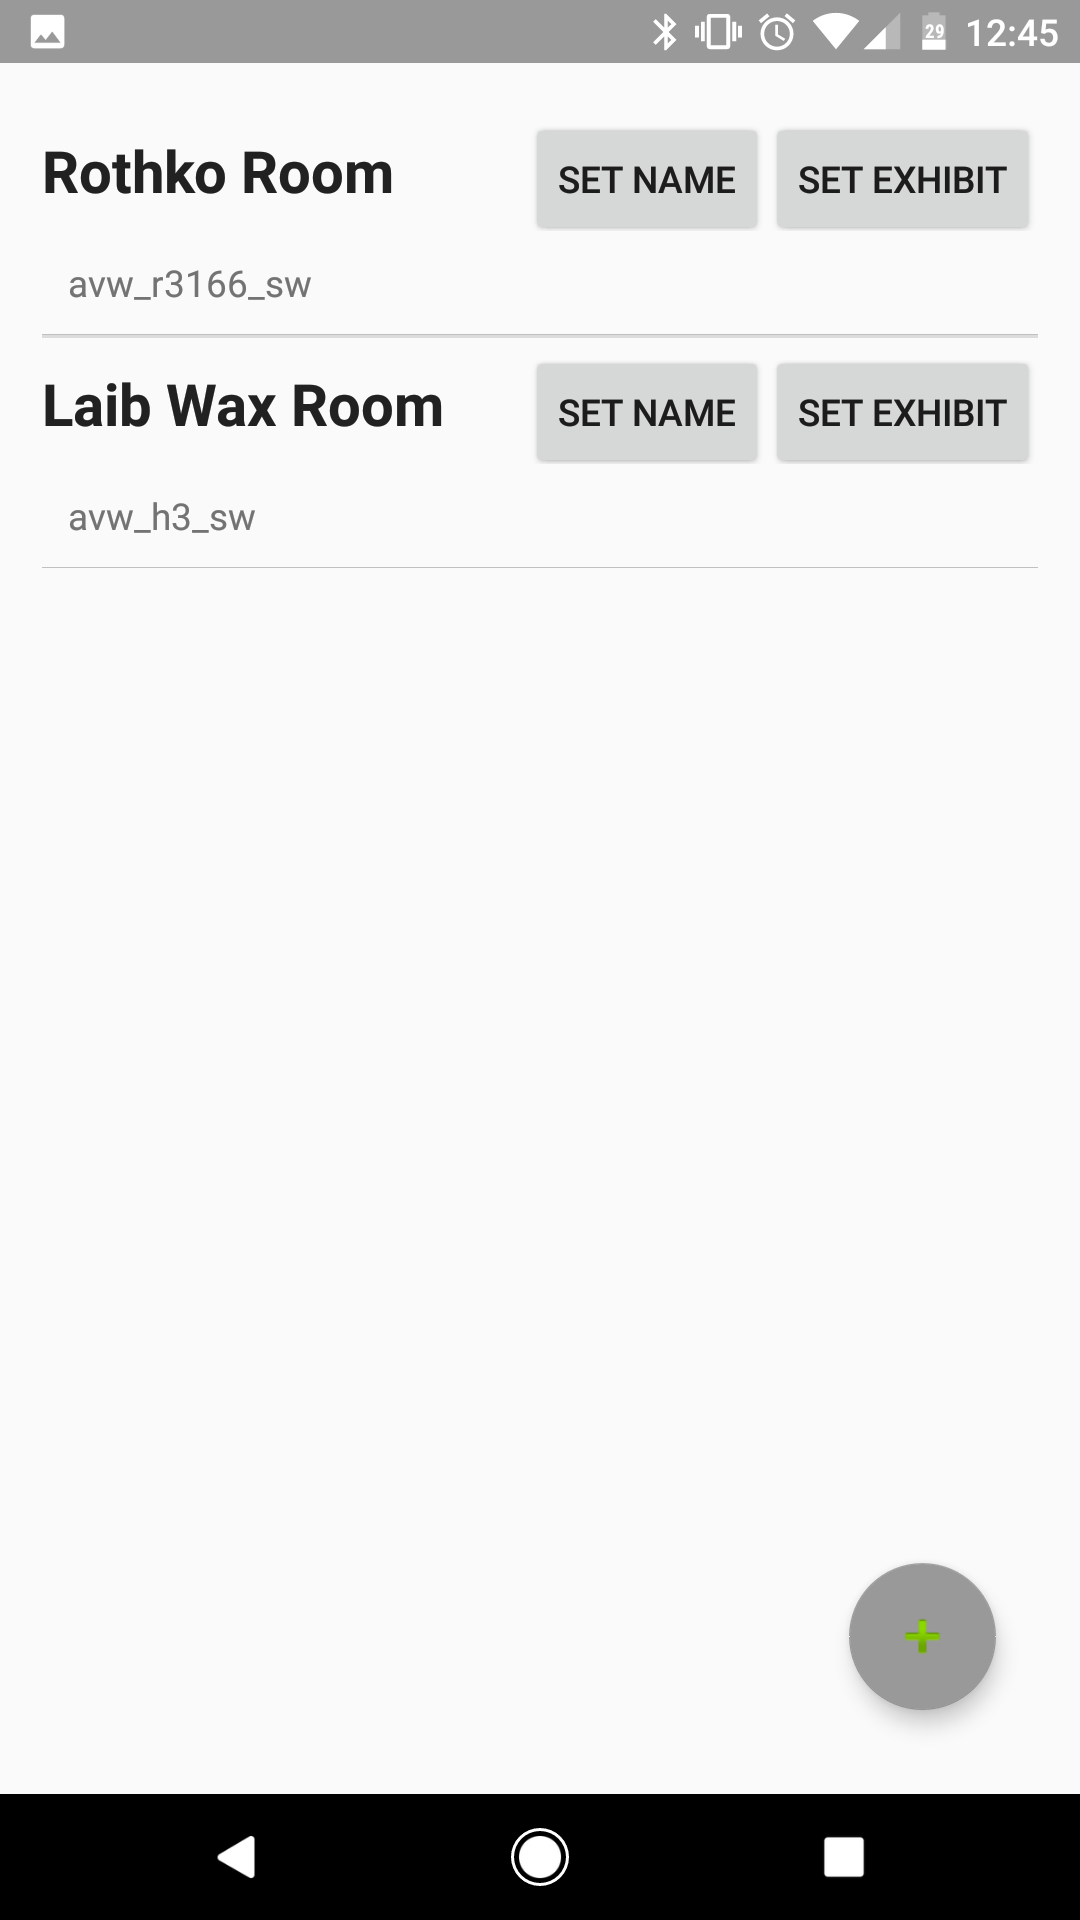 29 12:45
Rothko Room SET NAME SET EXHIBIT
avw_r3166_sw
Laib Wax Room SET NAME SET EXHIBIT
avw_h3_sw